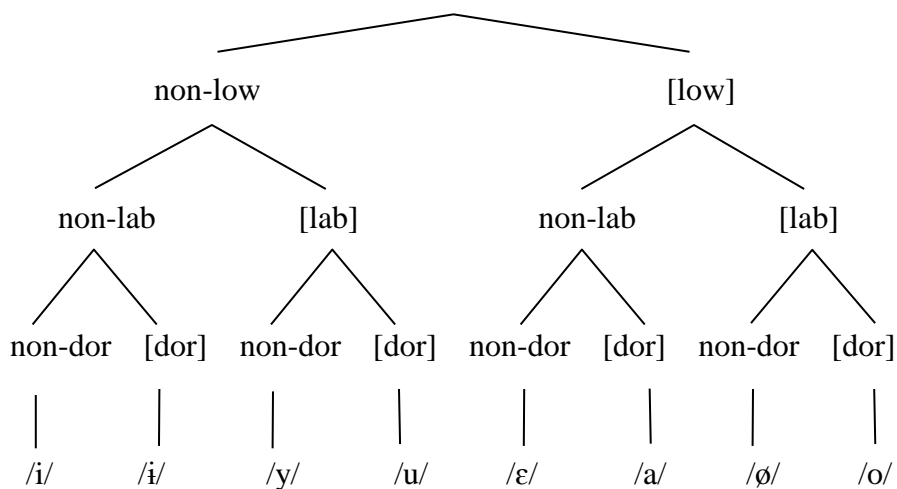 non-low [low]
non-lab [lab] non-lab [lab]
non-dor [dor] non-dor [dor] non-dor [dor] non-dor [dor]
/i/ /ɨ/ /y/ /u/ /ɛ/ /a/ /ø/ /o/